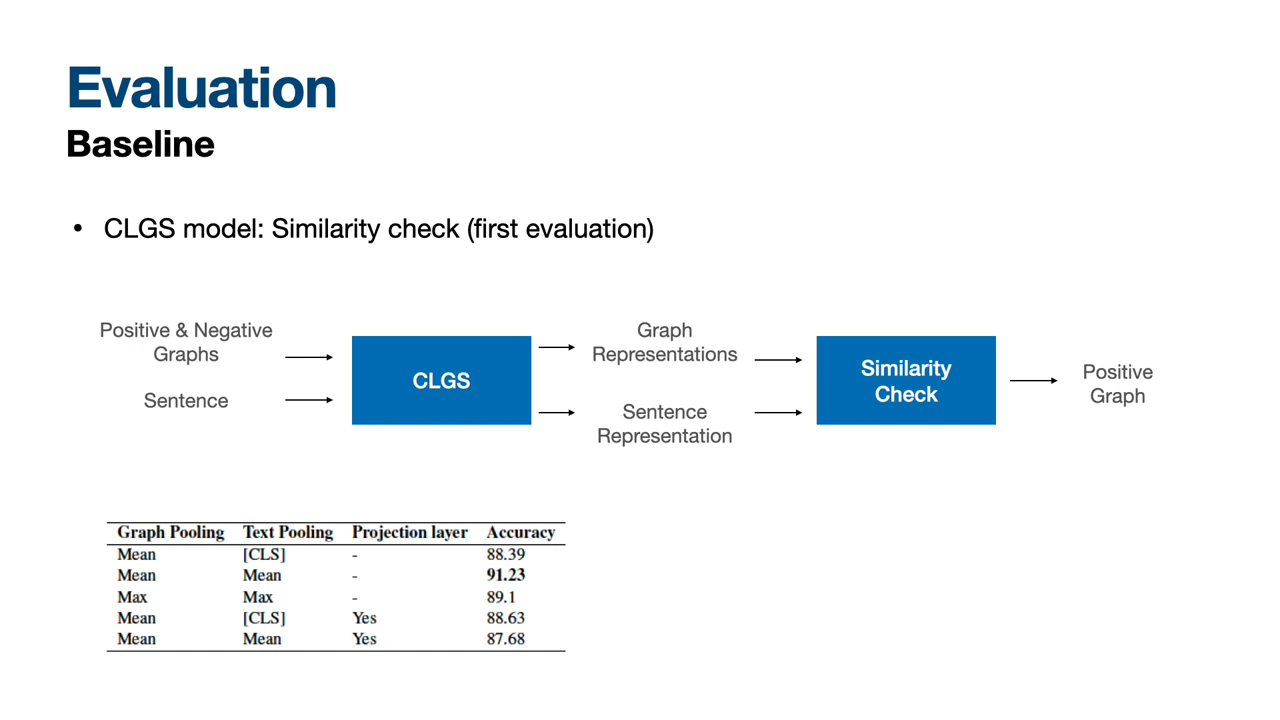 Evaluation
Baseline
• CLGS model: Similarity check (first evaluation)
Positive & Negative
Graphs
Sentence
CLGS
Graph
Representations
Sentence
Representation
Similarity
Check
Positive
Graph
Graph Pooling Text Pooling Projection layer Accuracy
Mean [CLS] - 88.39
Mean Mean - 91.23
Max Max - 89.1
Mean [CLS] Yes 88.63
Mean Mean Yes 87.68